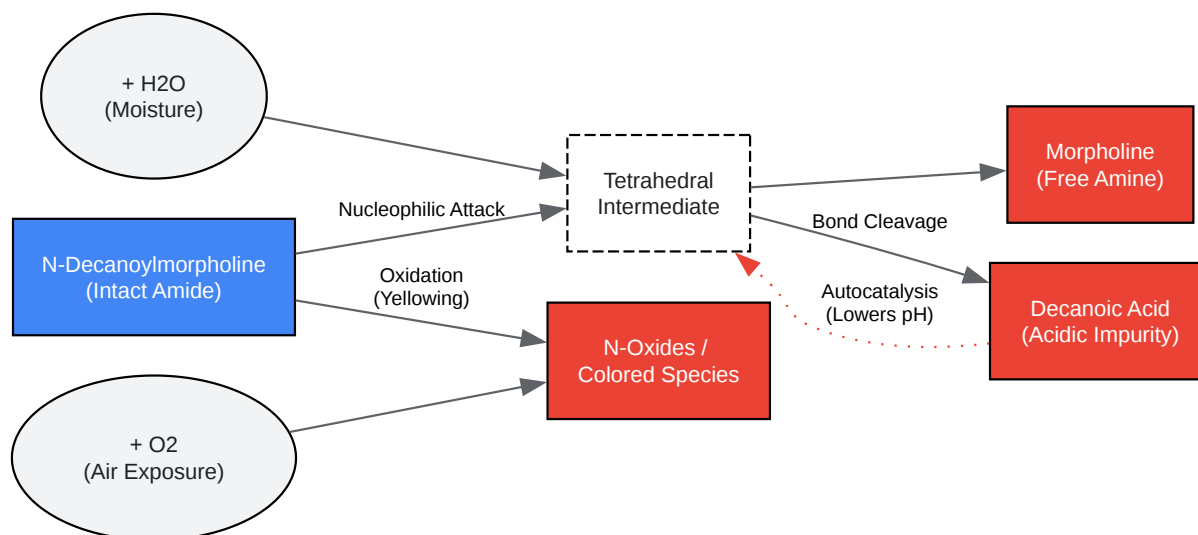 + H2O
(Moisture)
N-Decanoylmorpholine
(Intact Amide)
+ O2
(Air Exposure)
Nucleophilic Attack
Oxidation
(Yellowing)
Tetrahedral
Intermediate
N-Oxides /
Colored Species
Bond Cleavage
Autocatalysis
(Lowers pH)
Morpholine
(Free Amine)
Decanoic Acid
(Acidic Impurity)